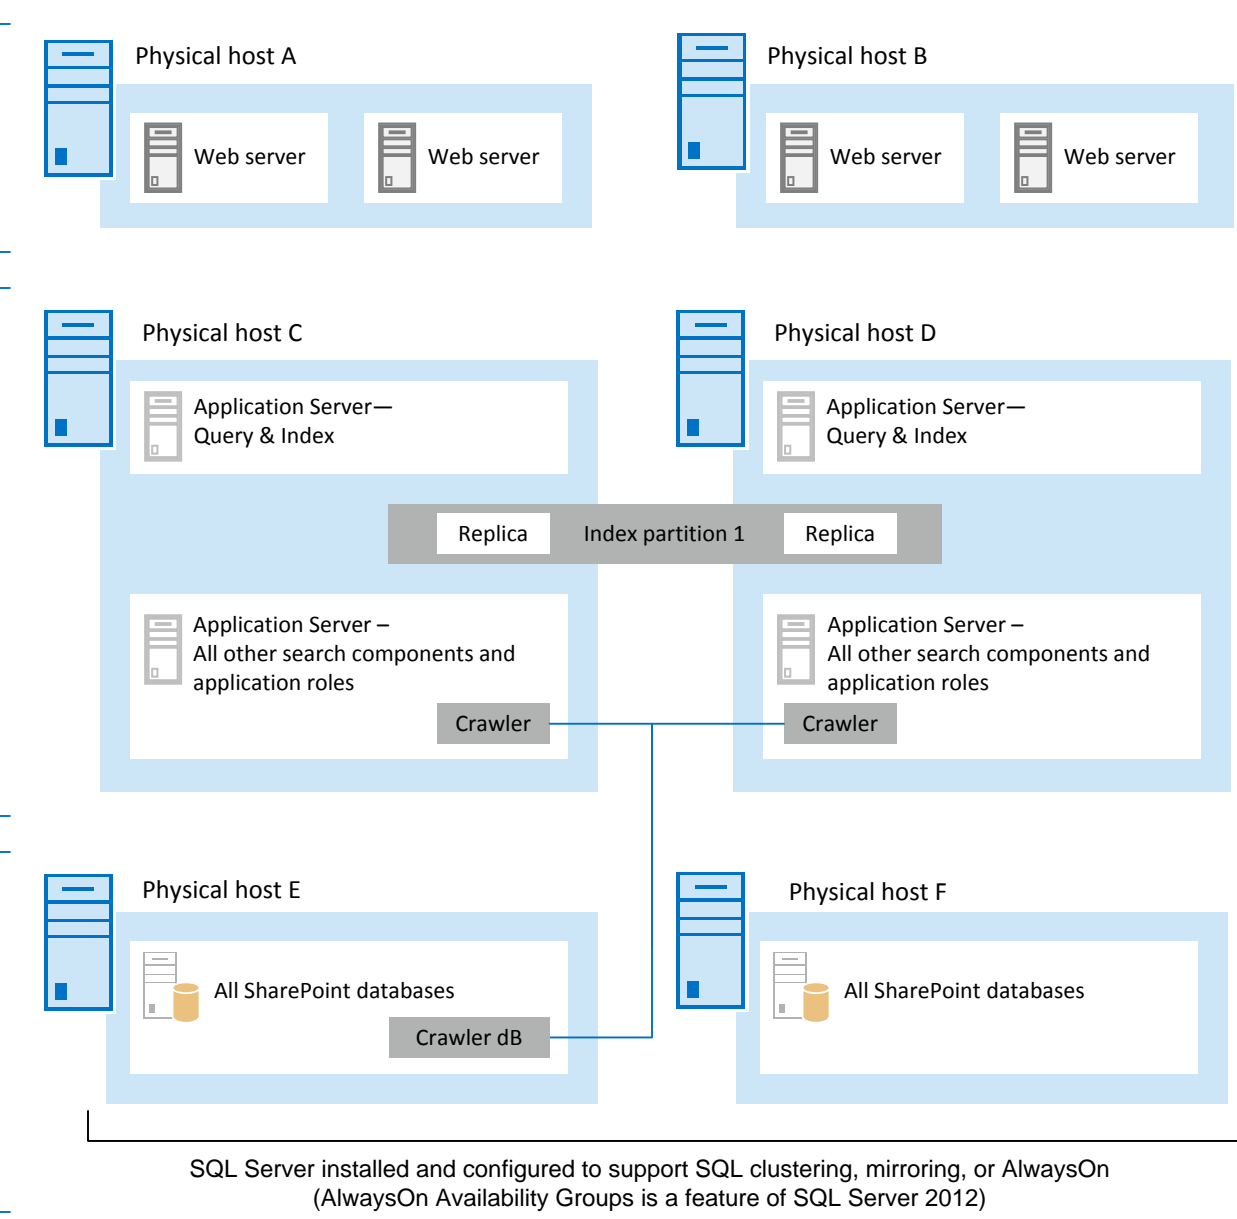 Physical host A
Physical host B
Web server
Web server
Web server
Web server
Physical host C
Physical host D
Application Server—
Query & Index
Application Server—
Query & Index
Replica
Index partition 1
Replica
Application Server –
All other search components and
application roles
Crawler
Application Server –
All other search components and
application roles
Crawler
Physical host E
Physical host F
All SharePoint databases
Crawler dB
All SharePoint databases
SQL Server installed and configured to support SQL clustering, mirroring, or AlwaysOn
(AlwaysOn Availability Groups is a feature of SQL Server 2012)